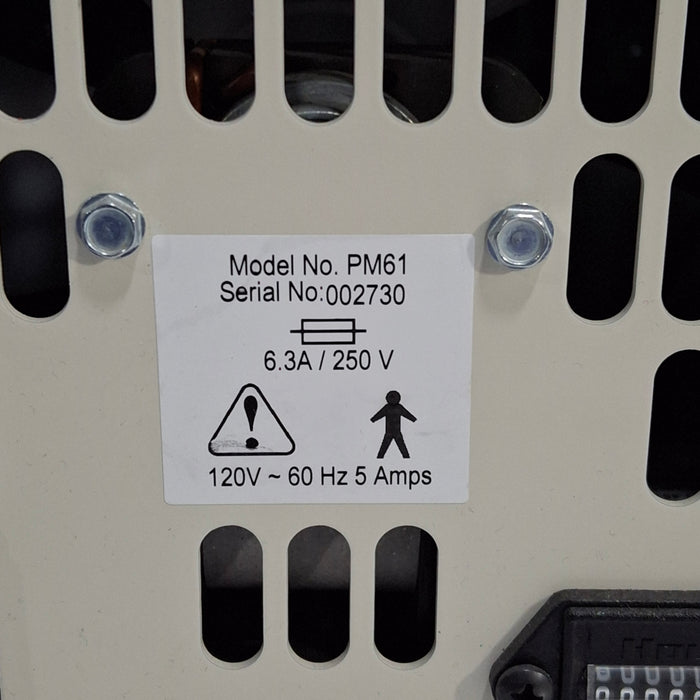 Model No. PM61
Serial No:002730
6.3A / 250 V
120V ~ 60 Hz 5 Amps